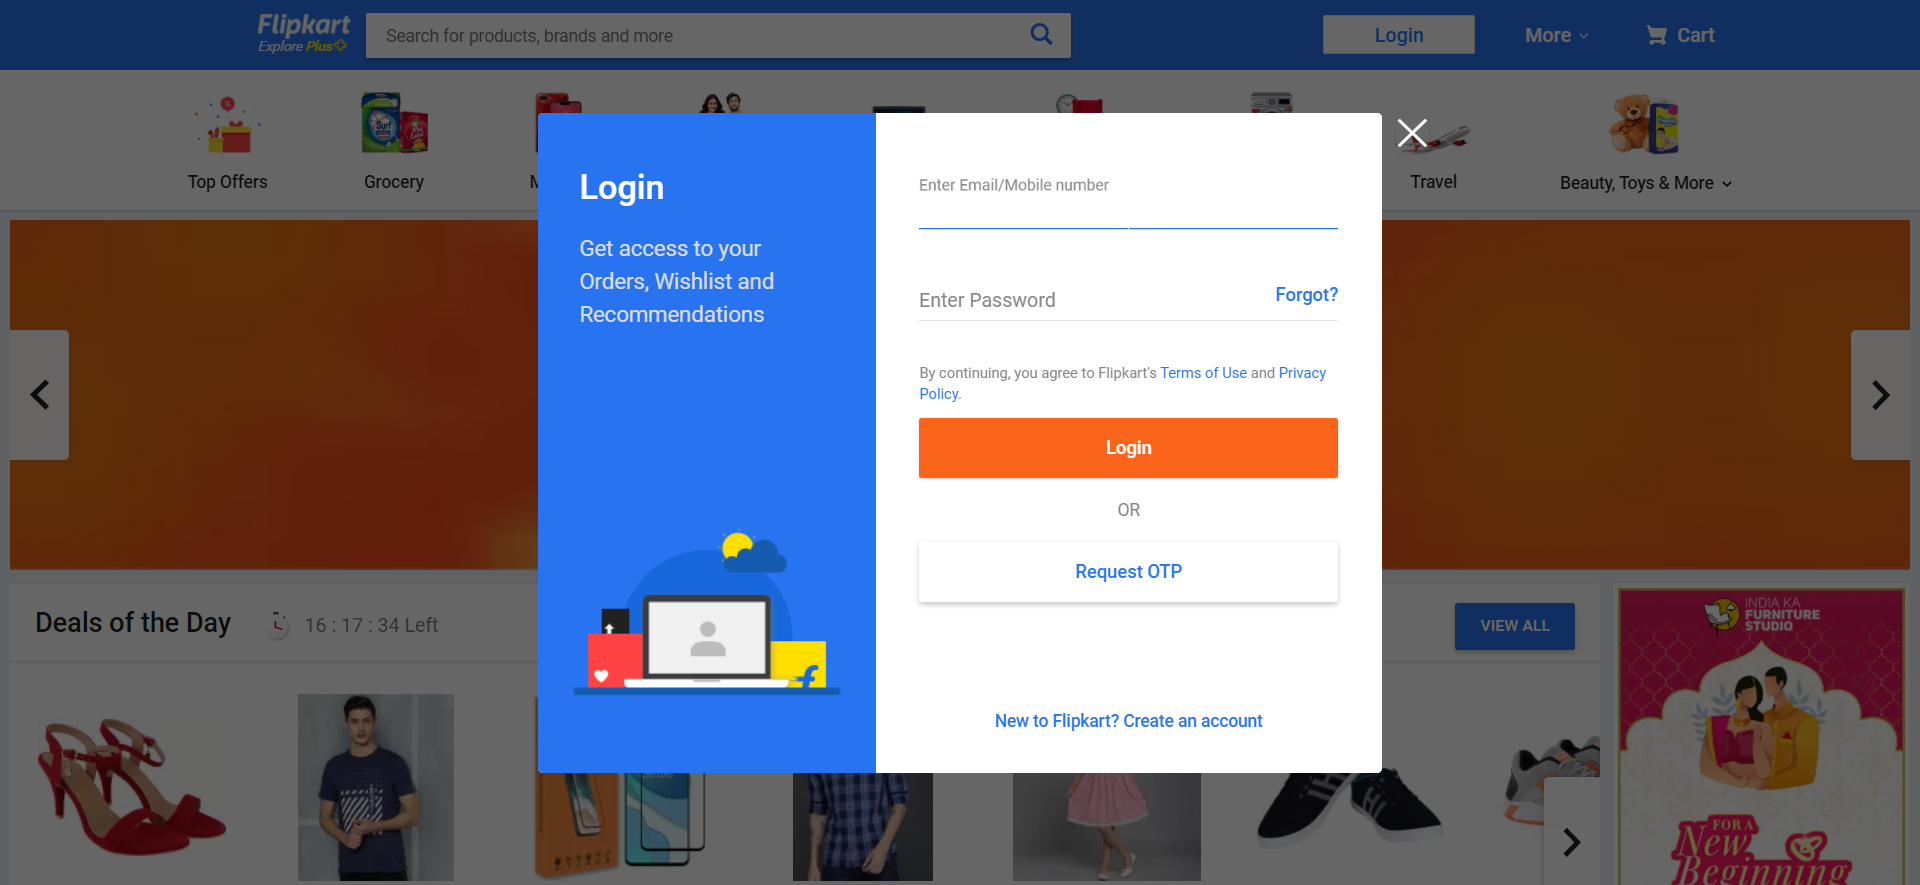 Flipkart
Explore Plus
Search for products, brands and more
Login
More
Cart
Top Offers
Grocery
Travel
Beauty, Toys & More
Login
Get access to your
Orders, Wishlist and
Recommendations
Enter Email/Mobile number
Enter Password
Forgot?
By continuing, you agree to Flipkart's Terms of Use and Privacy
Policy.
Login
OR
Request OTP
New to Flipkart? Create an account
Deals of the Day
16 : 17 : 34 Left
VIEW ALL
INDIA KA
FURNITURE
STUDIO
FOR A
New
Beginning